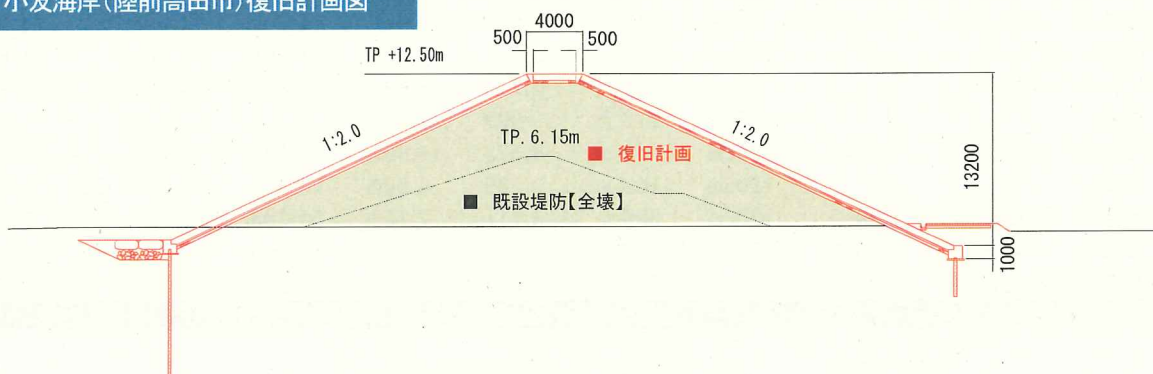 小友海岸(陸前高田市)復旧計画図
4000
500 500
TP +12.50m
1:2.0
1:2.0
TP. 6.15m
■ 復旧計画
■ 既設堤防【全壊】
13200
1000